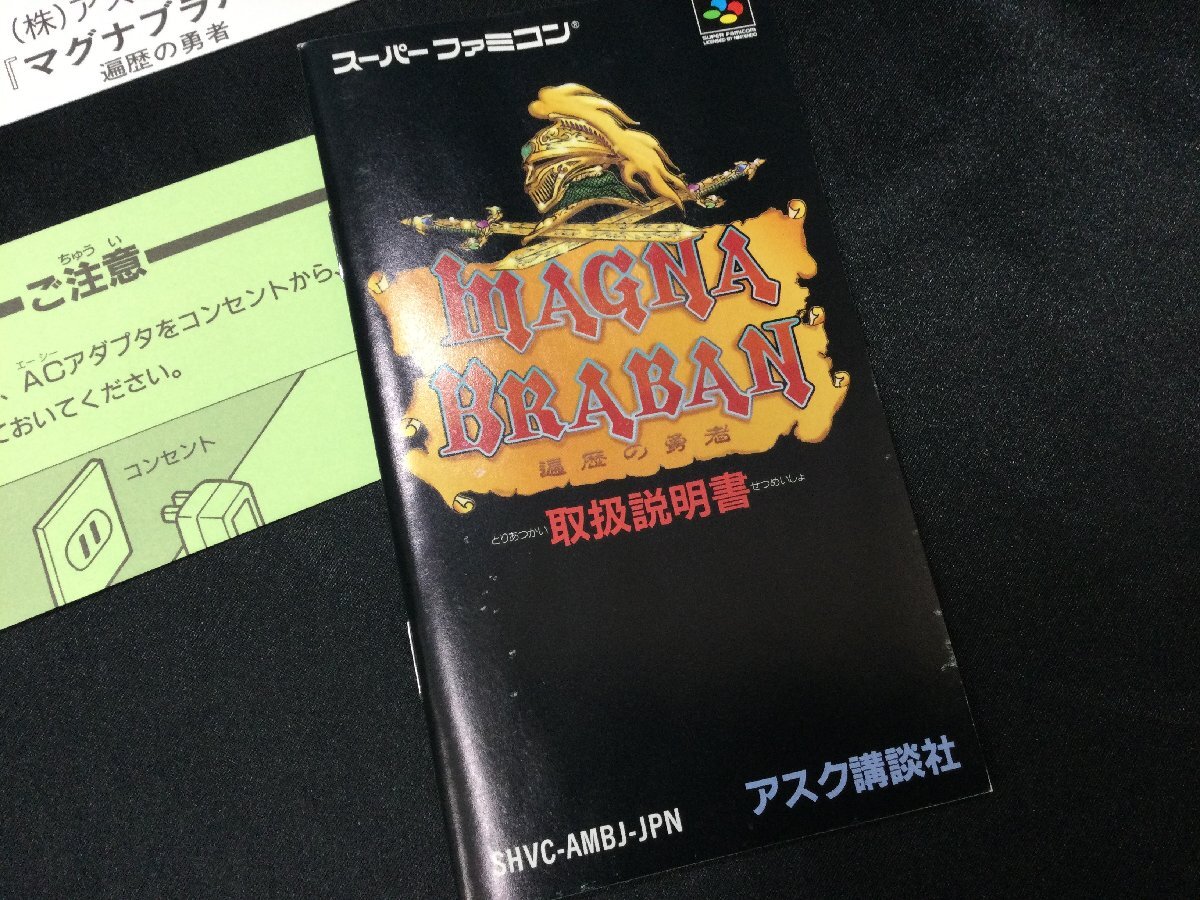 (株)アス
『マグナブラ
遍歴の勇者
ちゅう い
ご注意
エーシー
、ACアダプタをコンセントから、
ておいてください。
コンセント
スーパーファミコン®
SUPER FAMICOM
LICENSED BY NINTENDO
MAGNA
BRABAN
遍歴の勇者
とりあつかい取扱説明書せつめいしょ
アスク講談社
SHVC-AMBJ-JPN